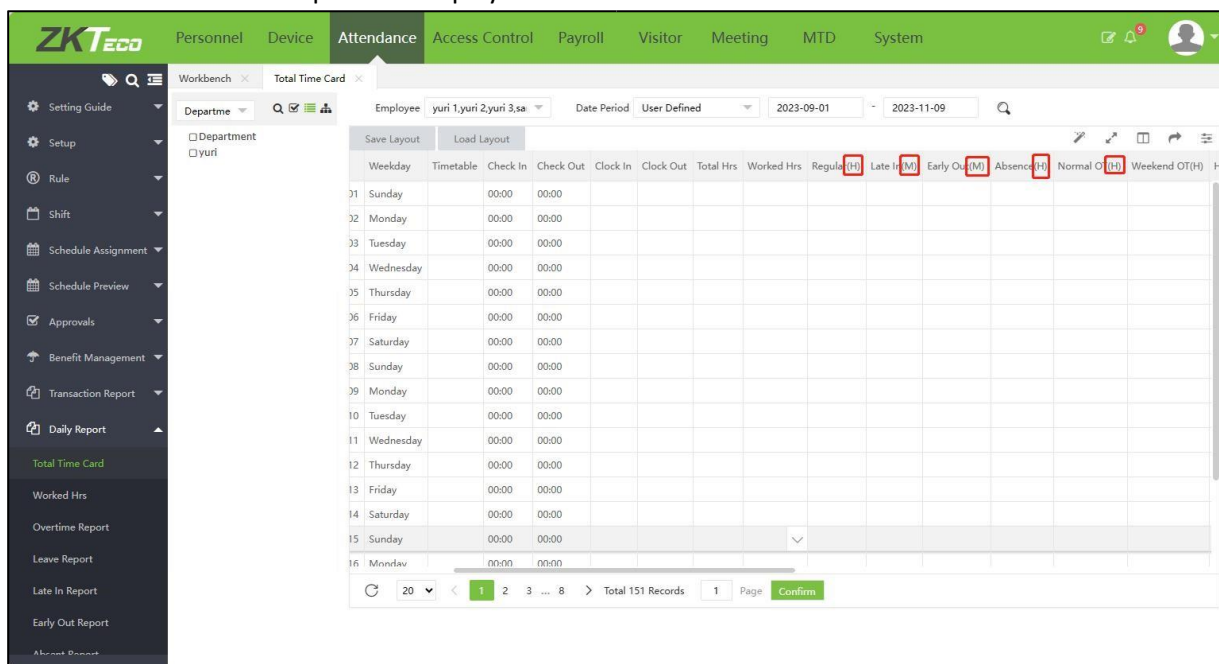 ZKTeco Personnel Device Attendance Access Control Payroll Visitor Meeting MTD System 9
Workbench Total Time Card
Setting Guide
Setup
Rule
Shift
Schedule Assignment
Schedule Preview
Approvals
Benefit Management
Transaction Report
Daily Report
Total Time Card
Worked Hrs
Overtime Report
Leave Report
Late In Report
Early Out Report
Absent Report
Departme
Department
yuri
Employee yuri 1,yuri 2,yuri 3,sa Date Period User Defined 2023-09-01 - 2023-11-09
Save Layout Load Layout
Weekday Timetable Check In Check Out Clock In Clock Out Total Hrs Worked Hrs Regular(H) Late In(M) Early Out(M) Absence(H) Normal OT(H) Weekend OT(H) H
01 Sunday 00:00 00:00
02 Monday 00:00 00:00
03 Tuesday 00:00 00:00
04 Wednesday 00:00 00:00
05 Thursday 00:00 00:00
06 Friday 00:00 00:00
07 Saturday 00:00 00:00
08 Sunday 00:00 00:00
09 Monday 00:00 00:00
10 Tuesday 00:00 00:00
11 Wednesday 00:00 00:00
12 Thursday 00:00 00:00
13 Friday 00:00 00:00
14 Saturday 00:00 00:00
15 Sunday 00:00 00:00
16 Monday 00:00 00:00
20 < 1 2 3 ... 8 > Total 151 Records 1 Page Confirm